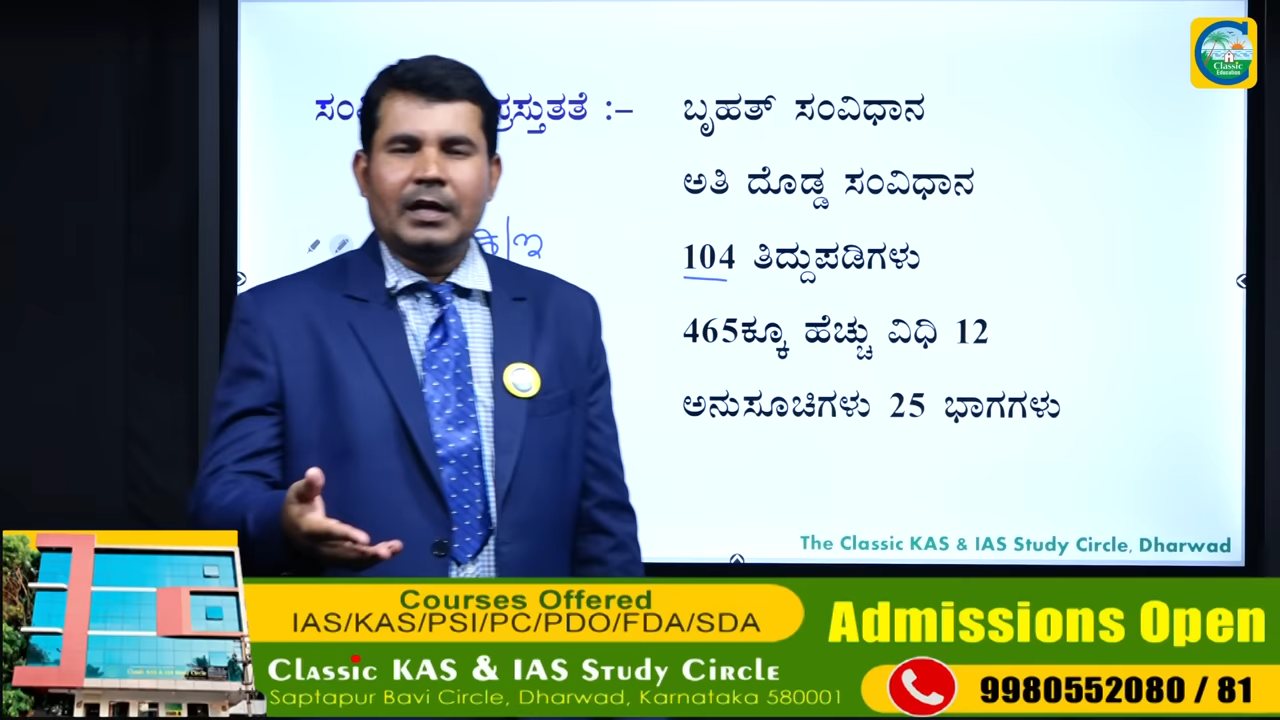 Classic
Education
ಪ್ರಸ್ತುತತೆ :– ಬೃಹತ್ ಸಂವಿಧಾನ
ಅತಿ ದೊಡ್ಡ ಸಂವಿಧಾನ
104 ತಿದ್ದುಪಡಿಗಳು
465ಕ್ಕೂ ಹೆಚ್ಚು ವಿಧಿ 12
ಅನುಸೂಚಿಗಳು 25 ಭಾಗಗಳು
The Classic KAS & IAS Study Circle, Dharwad
Courses Offered
IAS/KAS/PSI/PC/PDO/FDA/SDA
Admissions Open
Classic KAS & IAS Study Circle
Saptapur Bavi Circle, Dharwad, Karnataka 580001
9980552080 / 81